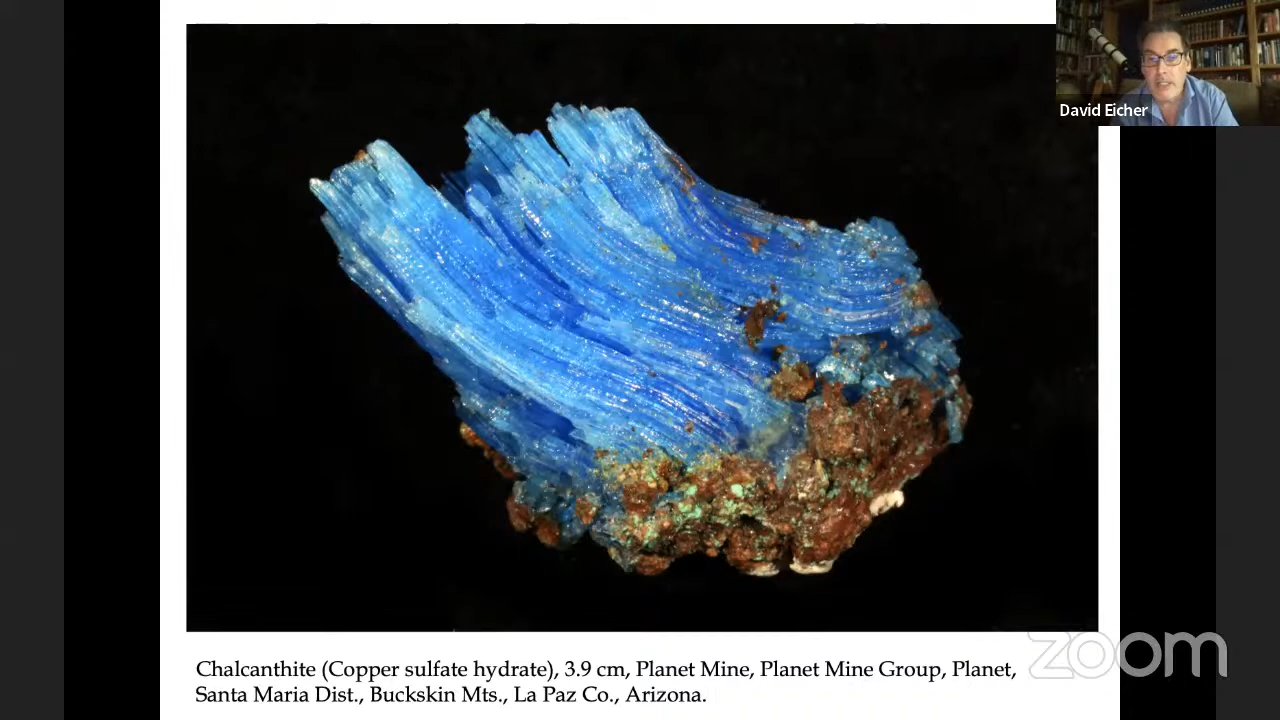 David Eicher
zoom
Chalcanthite (Copper sulfate hydrate), 3.9 cm, Planet Mine, Planet Mine Group, Planet,
Santa Maria Dist., Buckskin Mts., La Paz Co., Arizona.